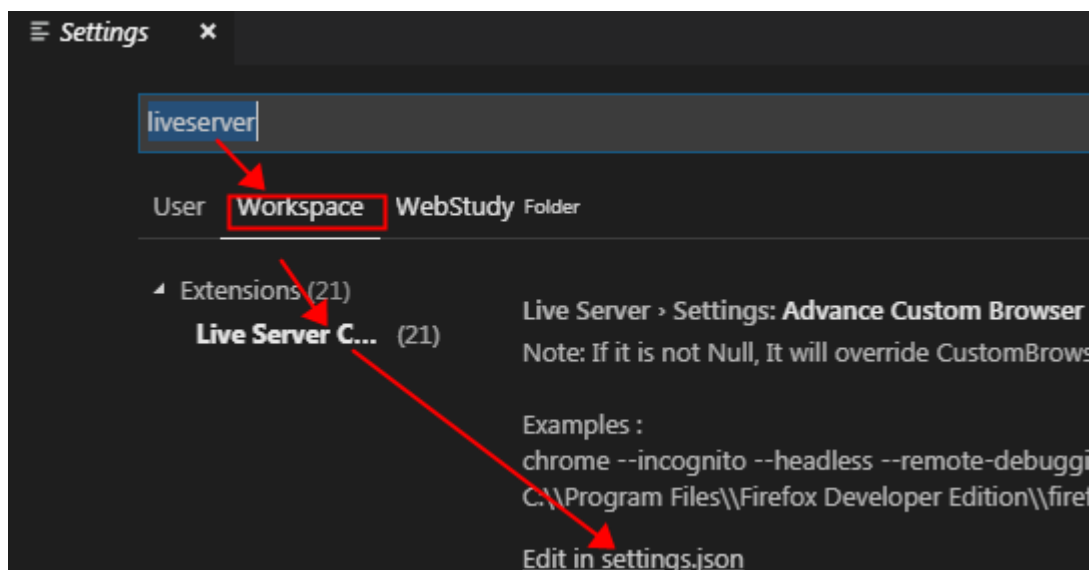 Settings
liveserver
User Workspace WebStudy Folder
Extensions (21)
Live Server C... (21)
Live Server › Settings: Advance Custom Browser
Note: If it is not Null, It will override CustomBrows
Examples :
chrome --incognito --headless --remote-debuggi
C:\\Program Files\\Firefox Developer Edition\\firef
Edit in settings.json